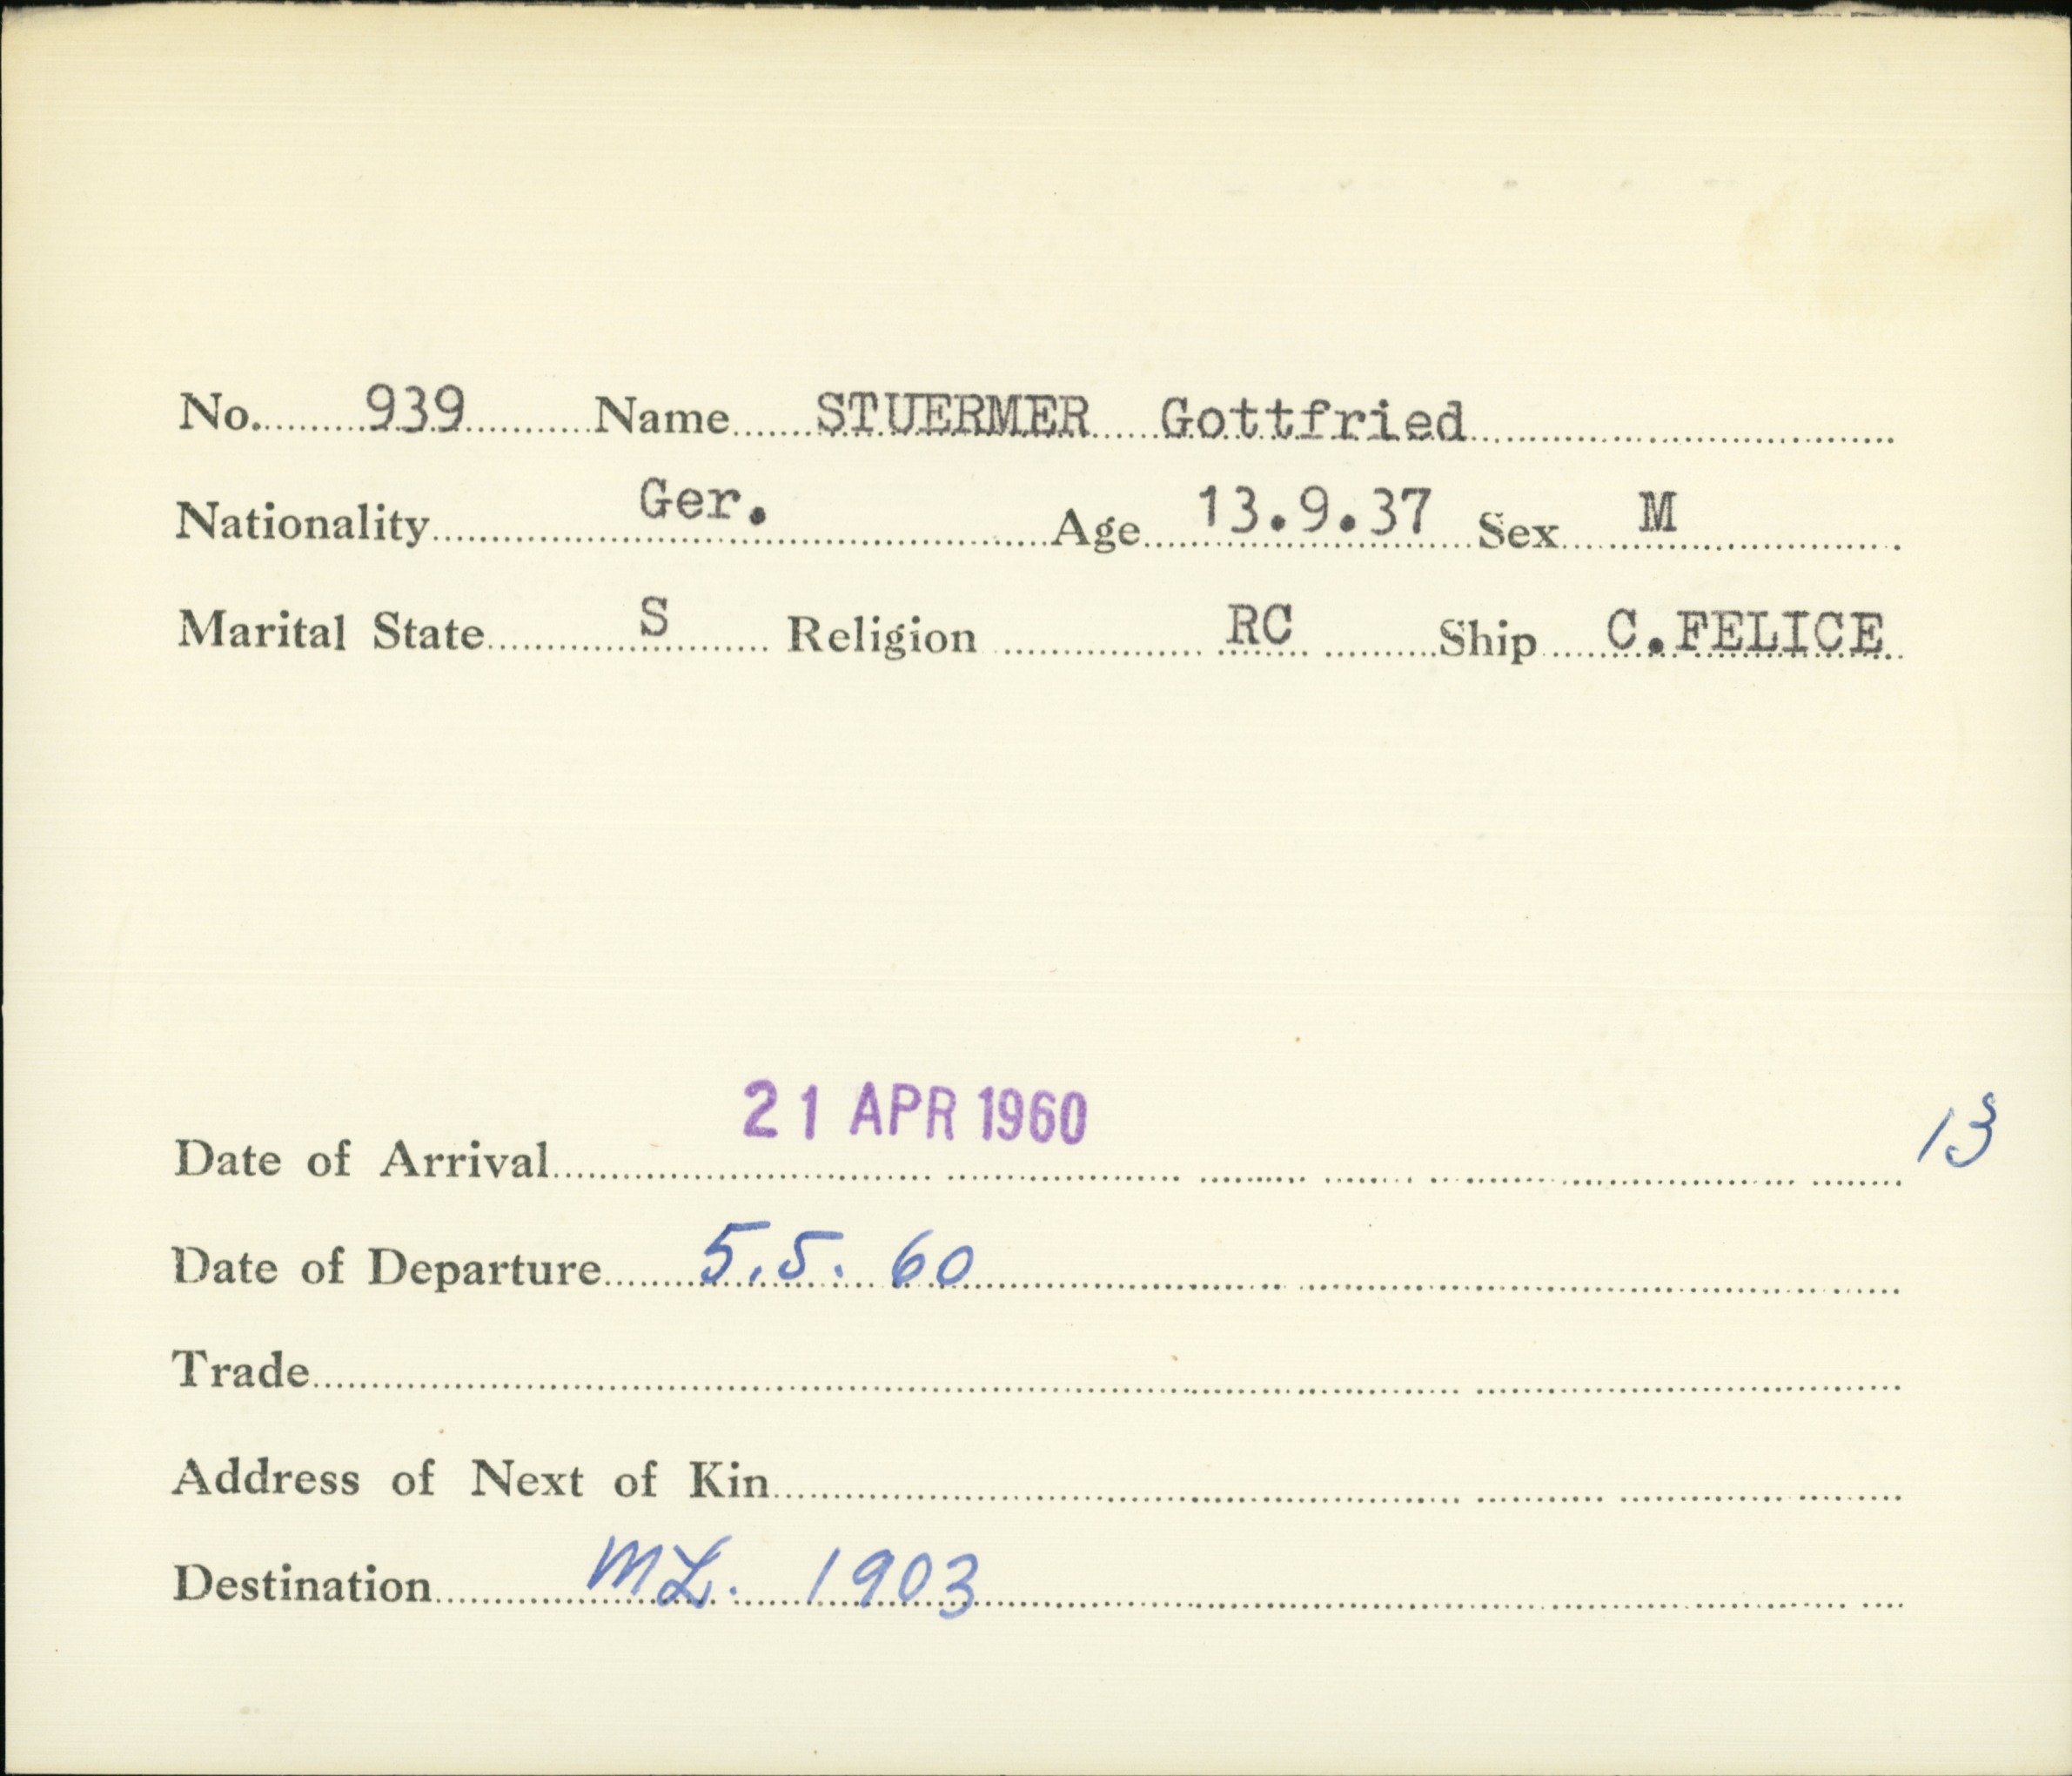 No. 939 Name STUERMER Gottfried
Nationality Ger. Age 13.9.37 Sex M
Marital State S Religion RC Ship C.FELICE
21 APR 1960
Date of Arrival 13
Date of Departure 5.5.60
Trade
Address of Next of Kin
Destination ML. 1903